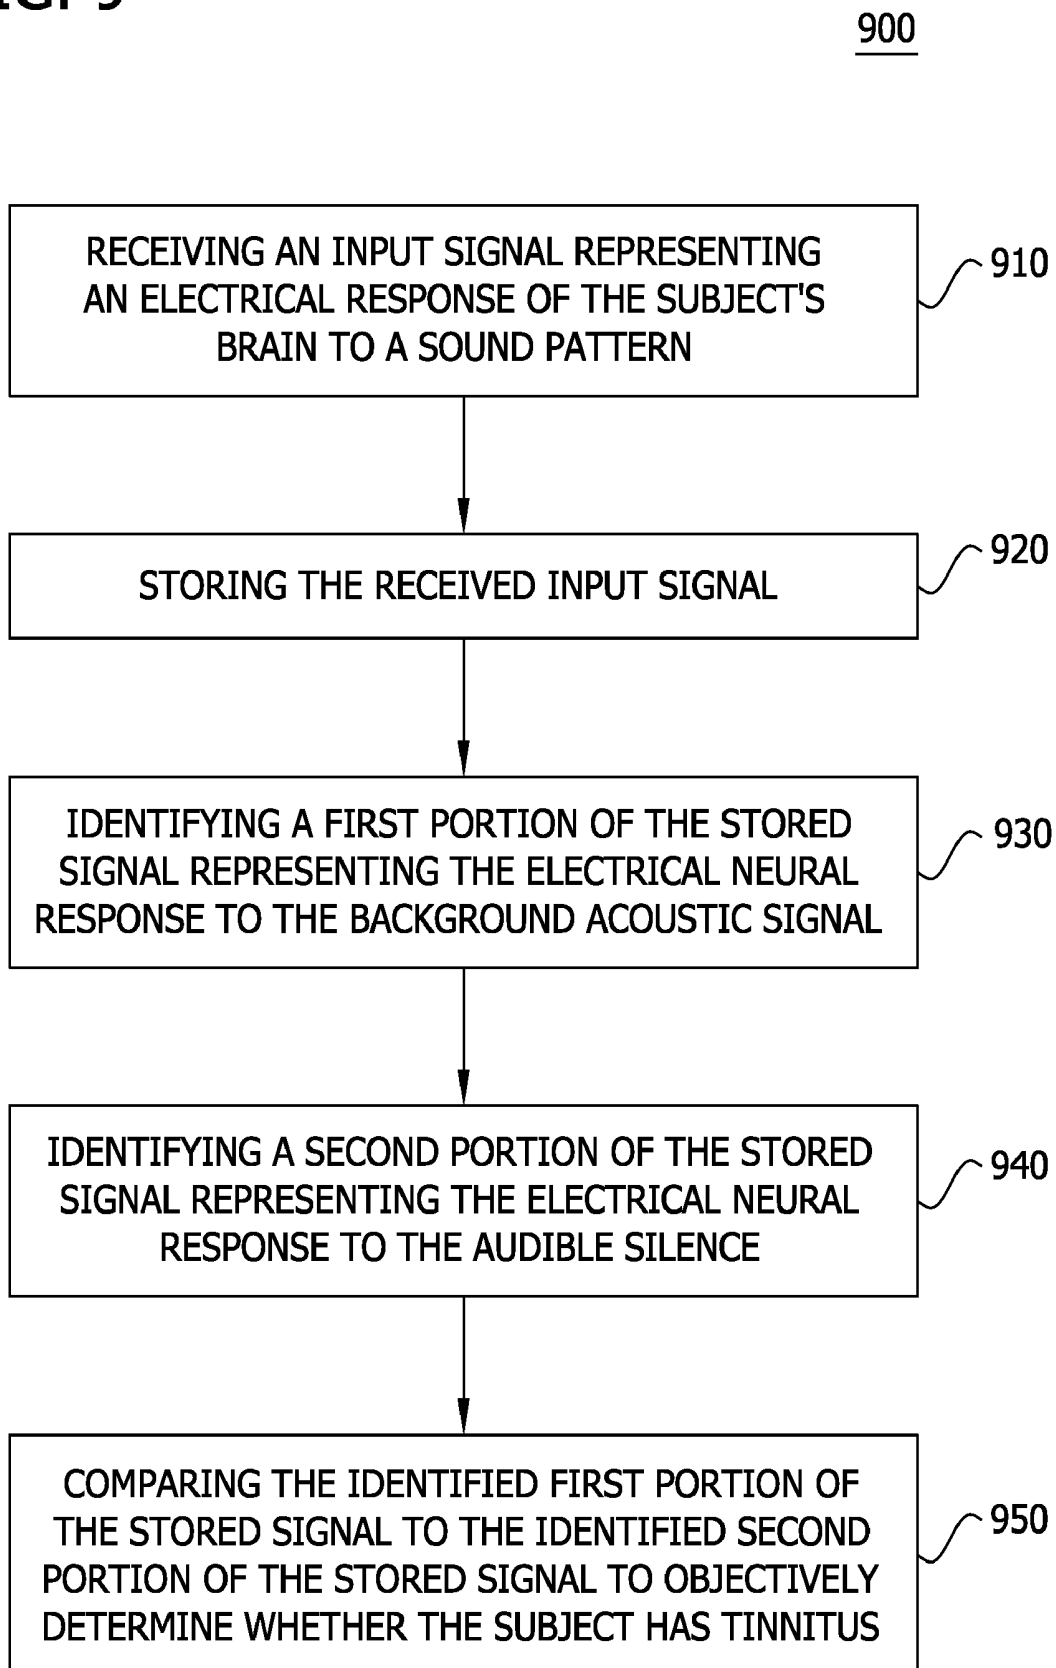 900
RECEIVING AN INPUT SIGNAL REPRESENTING
AN ELECTRICAL RESPONSE OF THE SUBJECT'S
BRAIN TO A SOUND PATTERN
910
STORING THE RECEIVED INPUT SIGNAL
920
IDENTIFYING A FIRST PORTION OF THE STORED
SIGNAL REPRESENTING THE ELECTRICAL NEURAL
RESPONSE TO THE BACKGROUND ACOUSTIC SIGNAL
930
IDENTIFYING A SECOND PORTION OF THE STORED
SIGNAL REPRESENTING THE ELECTRICAL NEURAL
RESPONSE TO THE AUDIBLE SILENCE
940
COMPARING THE IDENTIFIED FIRST PORTION OF
THE STORED SIGNAL TO THE IDENTIFIED SECOND
PORTION OF THE STORED SIGNAL TO OBJECTIVELY
DETERMINE WHETHER THE SUBJECT HAS TINNITUS
950